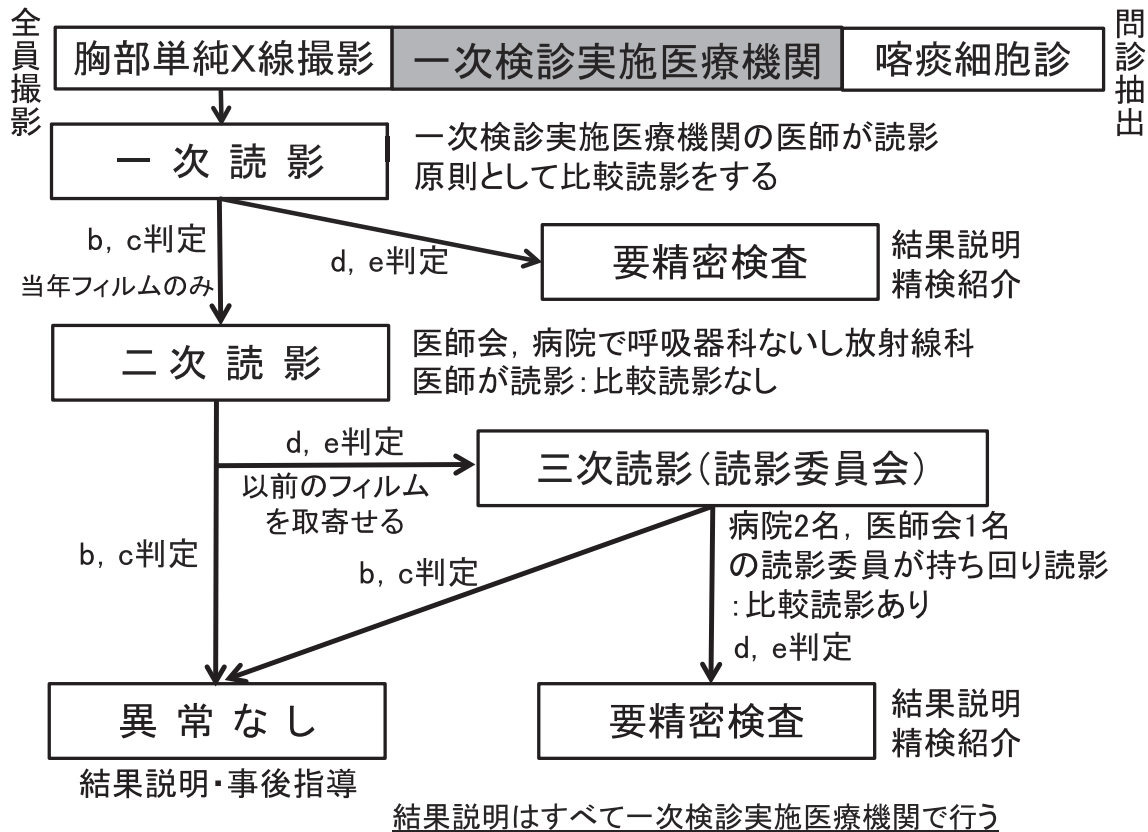 全員撮影
胸部単純X線撮影
一次検診実施医療機関
喀痰細胞診
問診抽出
一次読影
一次検診実施医療機関の医師が読影
原則として比較読影をする
b, c判定
当年フィルムのみ
d, e判定
要精密検査
結果説明
精検紹介
二次読影
医師会, 病院で呼吸器科ないし放射線科
医師が読影:比較読影なし
d, e判定
以前のフィルム
を取寄せる
三次読影(読影委員会)
病院2名, 医師会1名
の読影委員が持ち回り読影
:比較読影あり
b, c判定
b, c判定
d, e判定
異常なし
結果説明・事後指導
要精密検査
結果説明
精検紹介
結果説明はすべて一次検診実施医療機関で行う